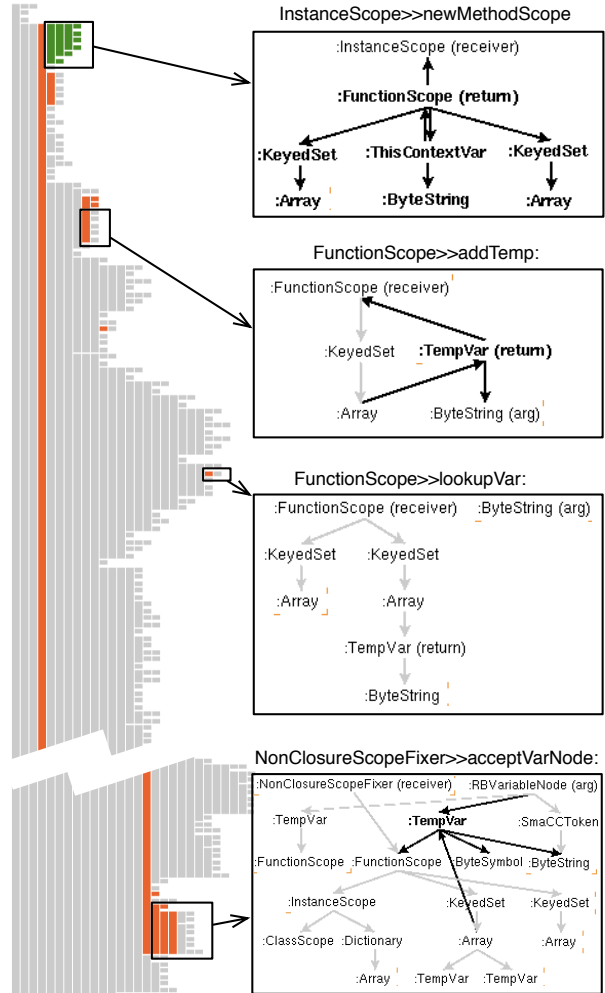 InstanceScope>>newMethodScope
:InstanceScope (receiver)
:FunctionScope (return)
:KeyedSet :ThisContextVar :KeyedSet
:Array :ByteString :Array
FunctionScope>>addTemp:
:FunctionScope (receiver)
:KeyedSet :TempVar (return)
:Array :ByteString (arg)
FunctionScope>>lookupVar:
:FunctionScope (receiver) :ByteString (arg)
:KeyedSet :KeyedSet
:Array :Array
:TempVar (return)
:ByteString
NonClosureScopeFixer>>acceptVarNode:
:NonClosureScopeFixer (receiver) :RBVariableNode (arg)
:TempVar :TempVar :SmaCCToken
:FunctionScope :FunctionScope :ByteSymbol :ByteString
:InstanceScope :KeyedSet :KeyedSet
:ClassScope :Dictionary :Array :Array
:Array :TempVar :TempVar